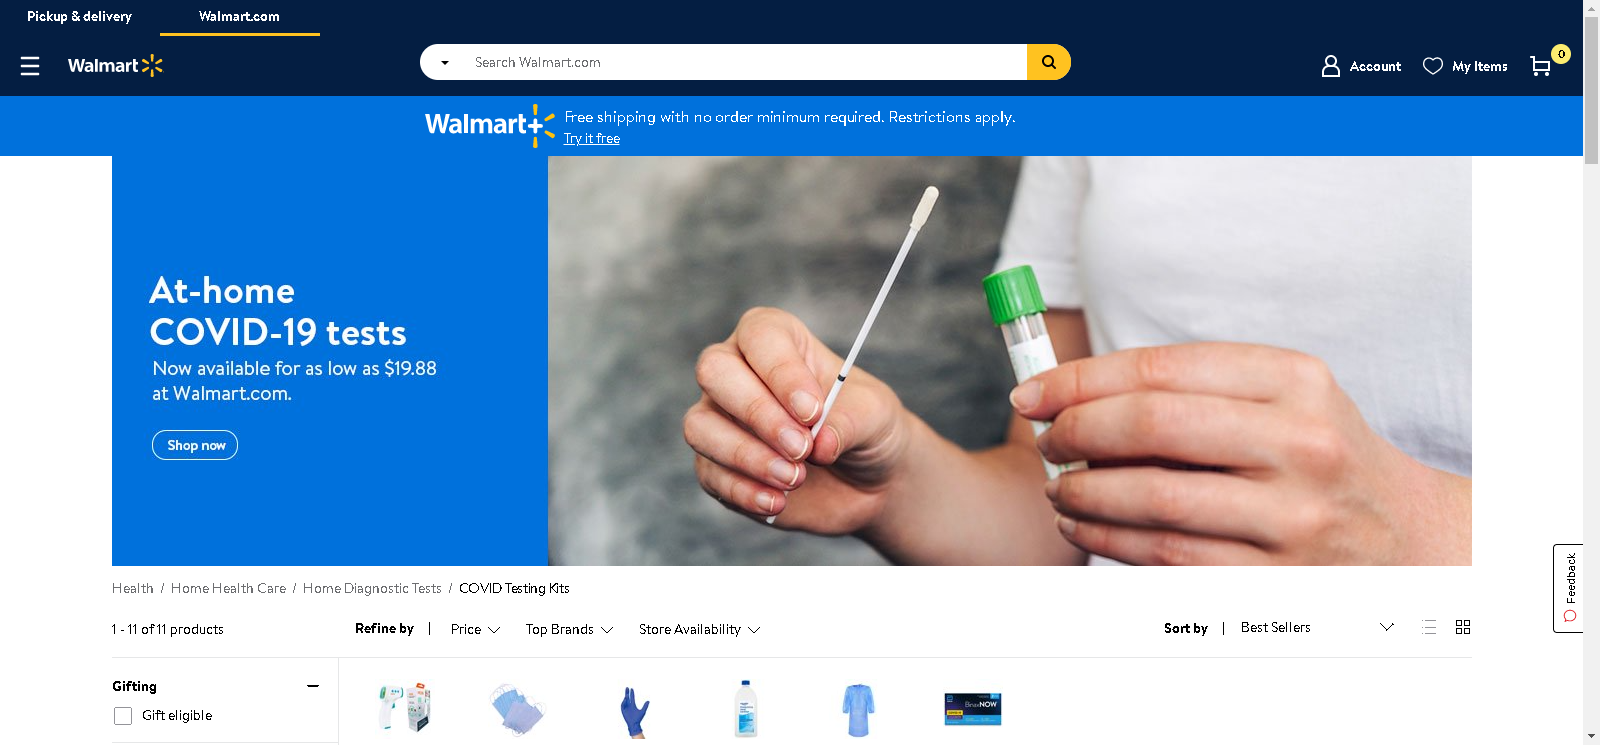 Pickup & delivery
Walmart.com
Walmart
Search Walmart.com
Account
My Items
0
Walmart+
Free shipping with no order minimum required. Restrictions apply.
Try it free
At-home
COVID-19 tests
Now available for as low as $19.88
at Walmart.com.
Shop now
Feedback
Health / Home Health Care / Home Diagnostic Tests / COVID Testing Kits
1 - 11 of 11 products
Refine by | Price
Top Brands
Store Availability
Sort by | Best Sellers
Gifting
Gift eligible
BinaxNOW